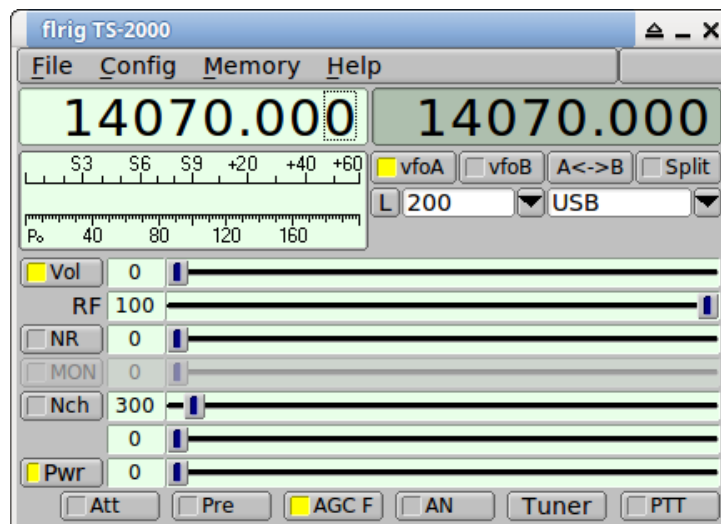 flrig TS-2000
File Config Memory Help
14070.000 14070.000
S3 S6 S9 +20 +40 +60
vfoA vfoB A<->B Split
L 200 USB
Po 40 80 120 160
Vol 0
RF 100
NR 0
MON 0
Nch 300
0
Pwr 0
Att Pre AGC F AN Tuner PTT